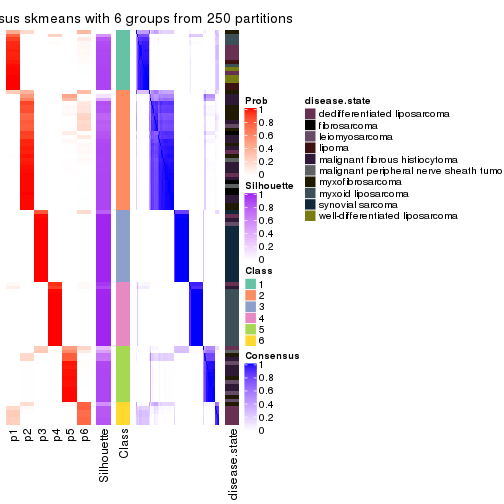 sus skmeans with 6 groups from 250 partitions
Prob
1
0.8
0.6
0.4
0.2
0
Silhouette
1
0.8
0.6
0.4
0.2
0
Class
1
2
3
4
5
6
Consensus
1
0.8
0.6
0.4
0.2
0
disease.state
dedifferentiated liposarcoma
fibrosarcoma
leiomyosarcoma
lipoma
malignant fibrous histiocytoma
malignant peripheral nerve sheath tumo
myxofibrosarcoma
myxoid liposarcoma
synovial sarcoma
well-differentiated liposarcoma
p1
p2
p3
p4
p5
p6
Silhouette
Class
disease.state